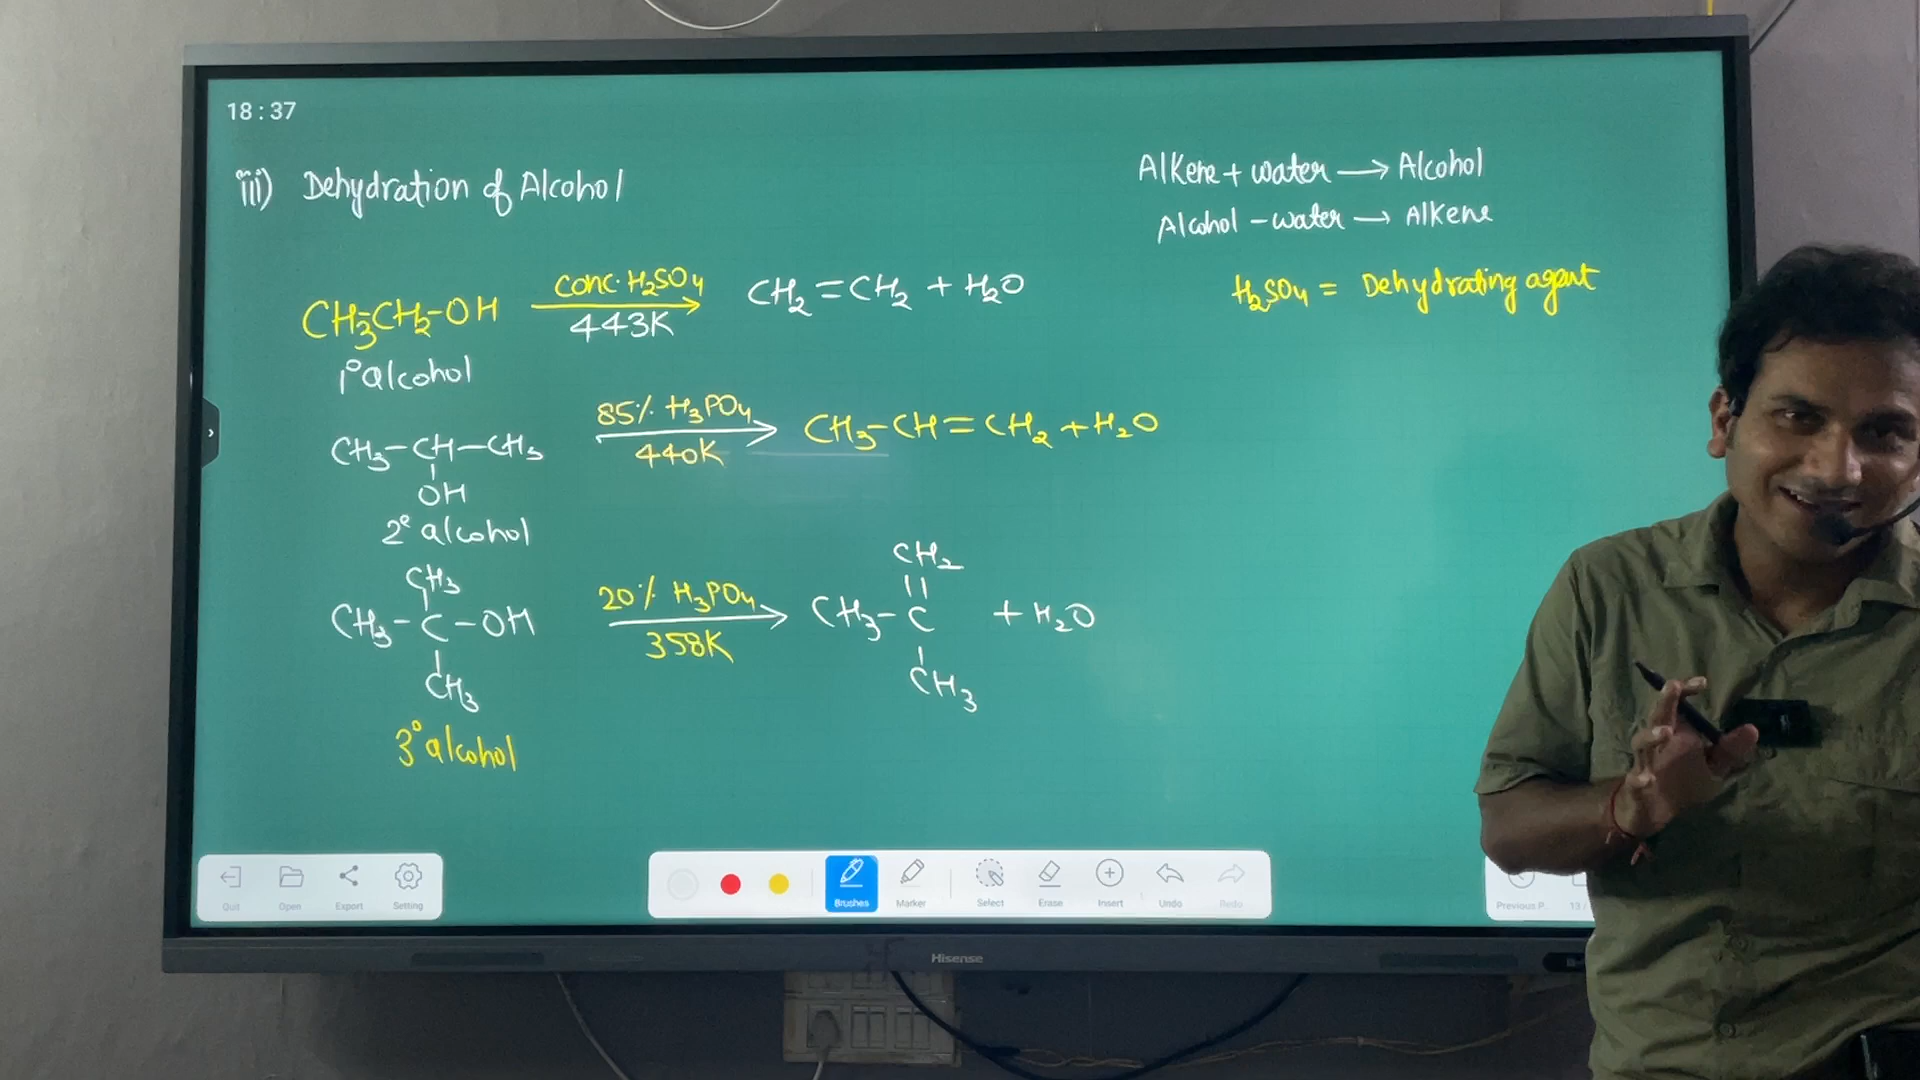 18:37
iii) Dehydration of Alcohol
Alkene + water → Alcohol
Alcohol – water → Alkene
H₂SO₄ = Dehydrating agent
CH₃CH₂-OH conc. H₂SO₄ 443K → CH₂=CH₂ + H₂O
1° alcohol
CH₃-CH-CH₃ 85% H₃PO₄ 440K → CH₃-CH=CH₂ + H₂O
OH
2° alcohol
CH₃ CH₂
CH₃-C-OH 20% H₃PO₄ 358K → CH₃-C + H₂O
CH₃ CH₃
3° alcohol
Quit Open Export Setting Brushes Marker Select Erase Insert Undo Redo Previous P.. 13
Hisense